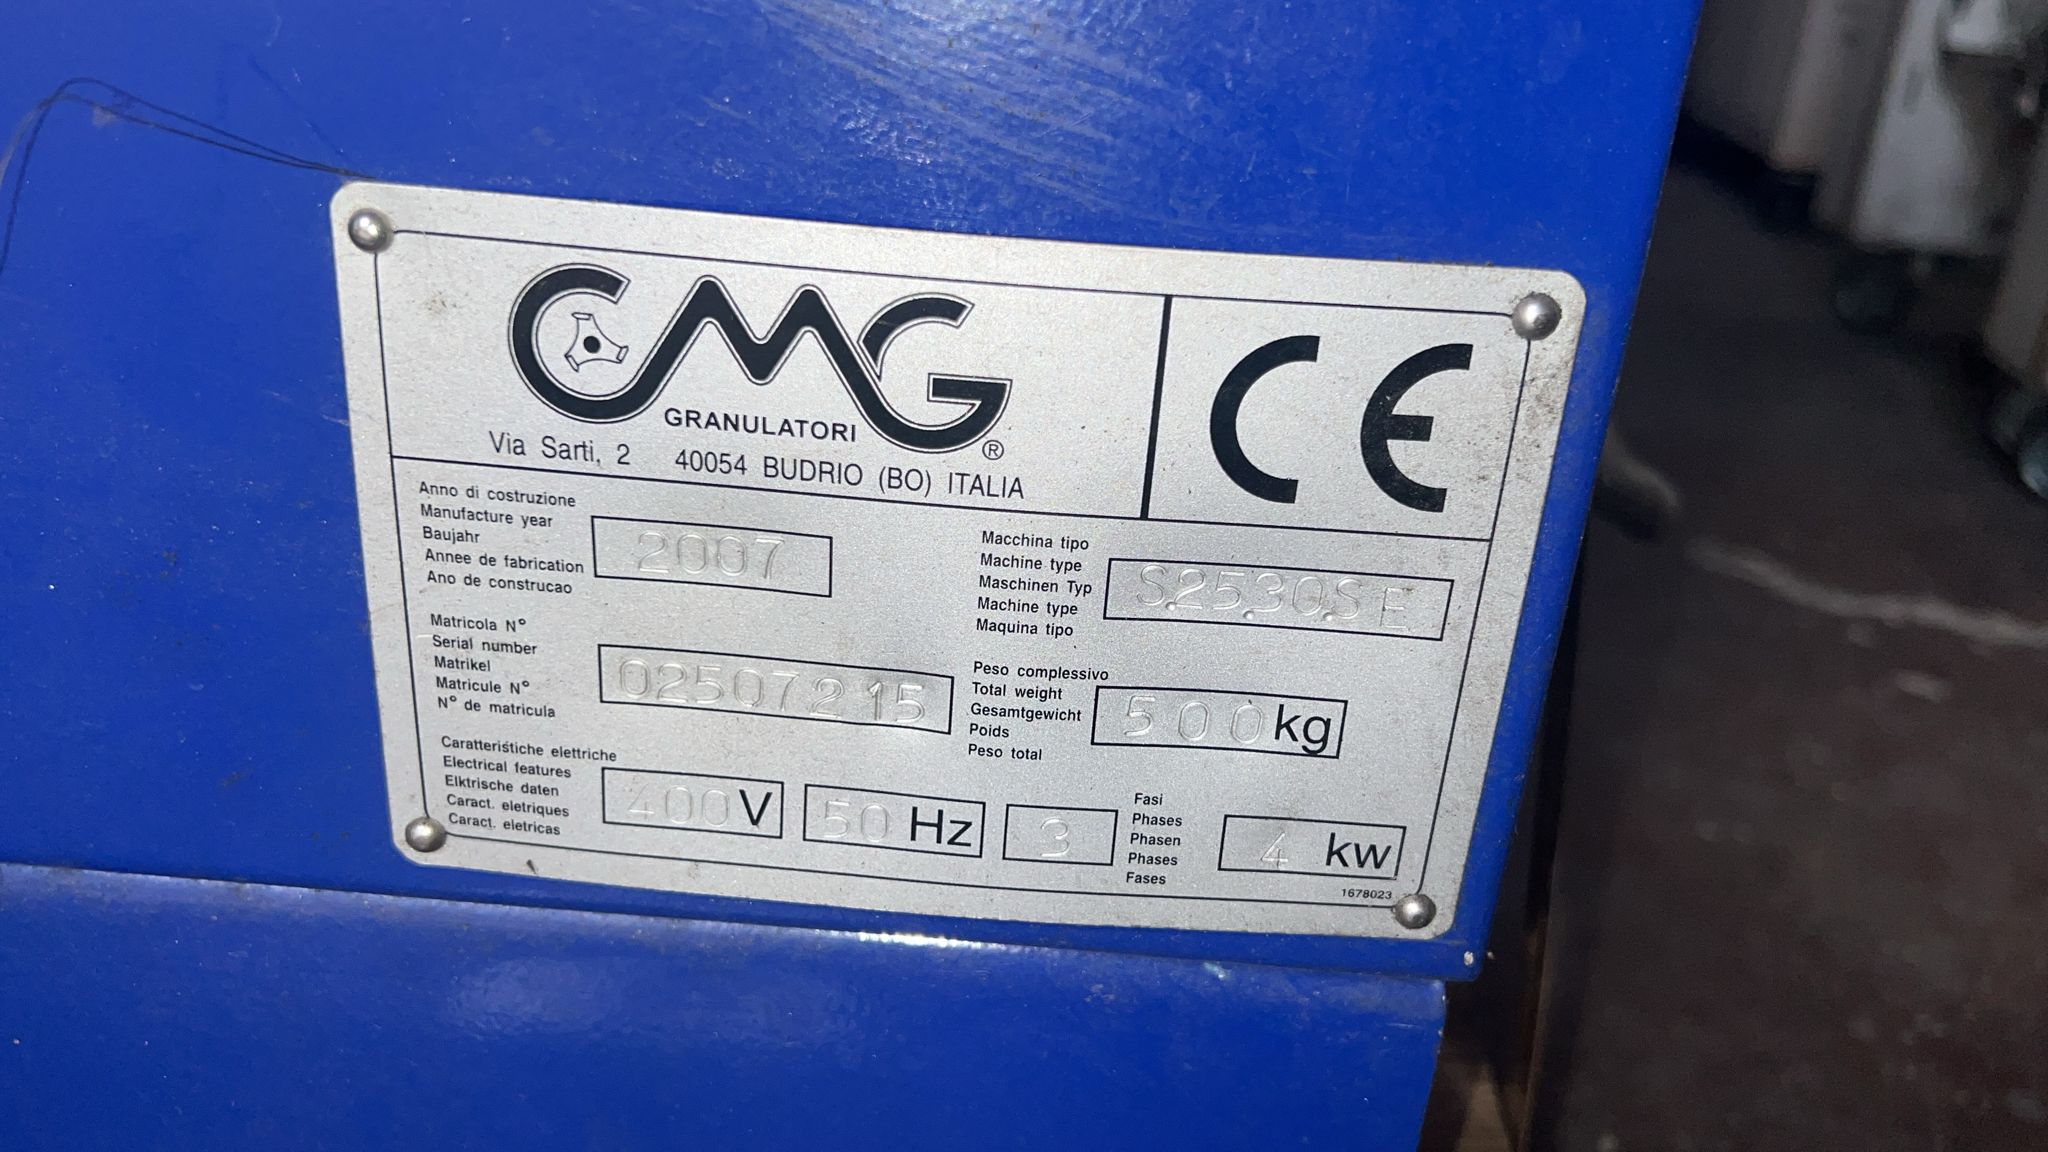 CMG®
GRANULATORI
Via Sarti, 2 40054 BUDRIO (BO) ITALIA
CE
Anno di costruzione
Manufacture year
Baujahr
Annee de fabrication
Ano de construcao
2007
Macchina tipo
Machine type
Maschinen Typ
Machine type
Maquina tipo
S.25.30.S E
Matricola N°
Serial number
Matrikel
Matricule N°
N° de matricula
02507215
Peso complessivo
Total weight
Gesamtgewicht
Poids
Peso total
500 kg
Caratteristiche elettriche
Electrical features
Elktrische daten
Caract. eletriques
Caract. eletricas
400 V
50 Hz
3
Fasi
Phases
Phasen
Phases
Fases
4 kw
1678023